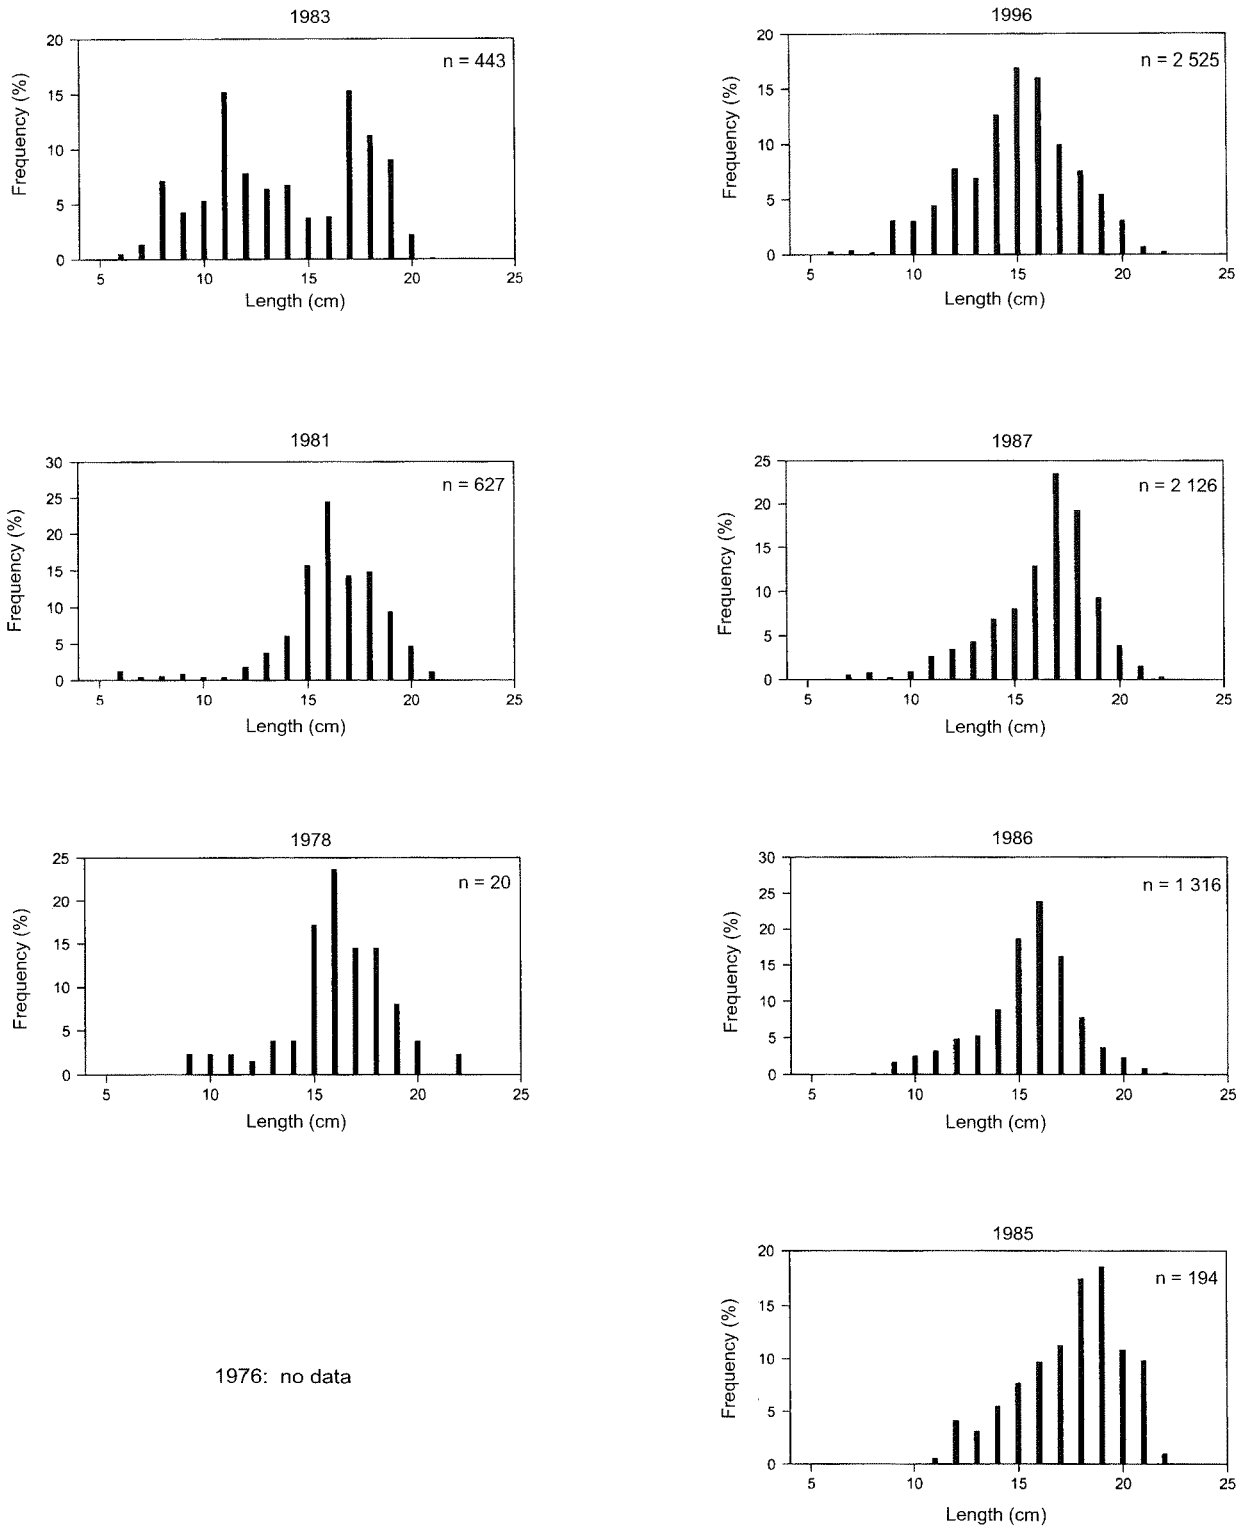 1983
n = 443
Frequency (%)
20
15
10
5
0
5 10 15 20 25
Length (cm)
1996
n = 2 525
Frequency (%)
20
15
10
5
0
5 10 15 20 25
Length (cm)
1981
n = 627
Frequency (%)
30
25
20
15
10
5
0
5 10 15 20 25
Length (cm)
1987
n = 2 126
Frequency (%)
25
20
15
10
5
0
5 10 15 20 25
Length (cm)
1978
n = 20
Frequency (%)
25
20
15
10
5
0
5 10 15 20 25
Length (cm)
1986
n = 1 316
Frequency (%)
30
25
20
15
10
5
0
5 10 15 20 25
Length (cm)
1976: no data
1985
n = 194
Frequency (%)
20
15
10
5
0
5 10 15 20 25
Length (cm)